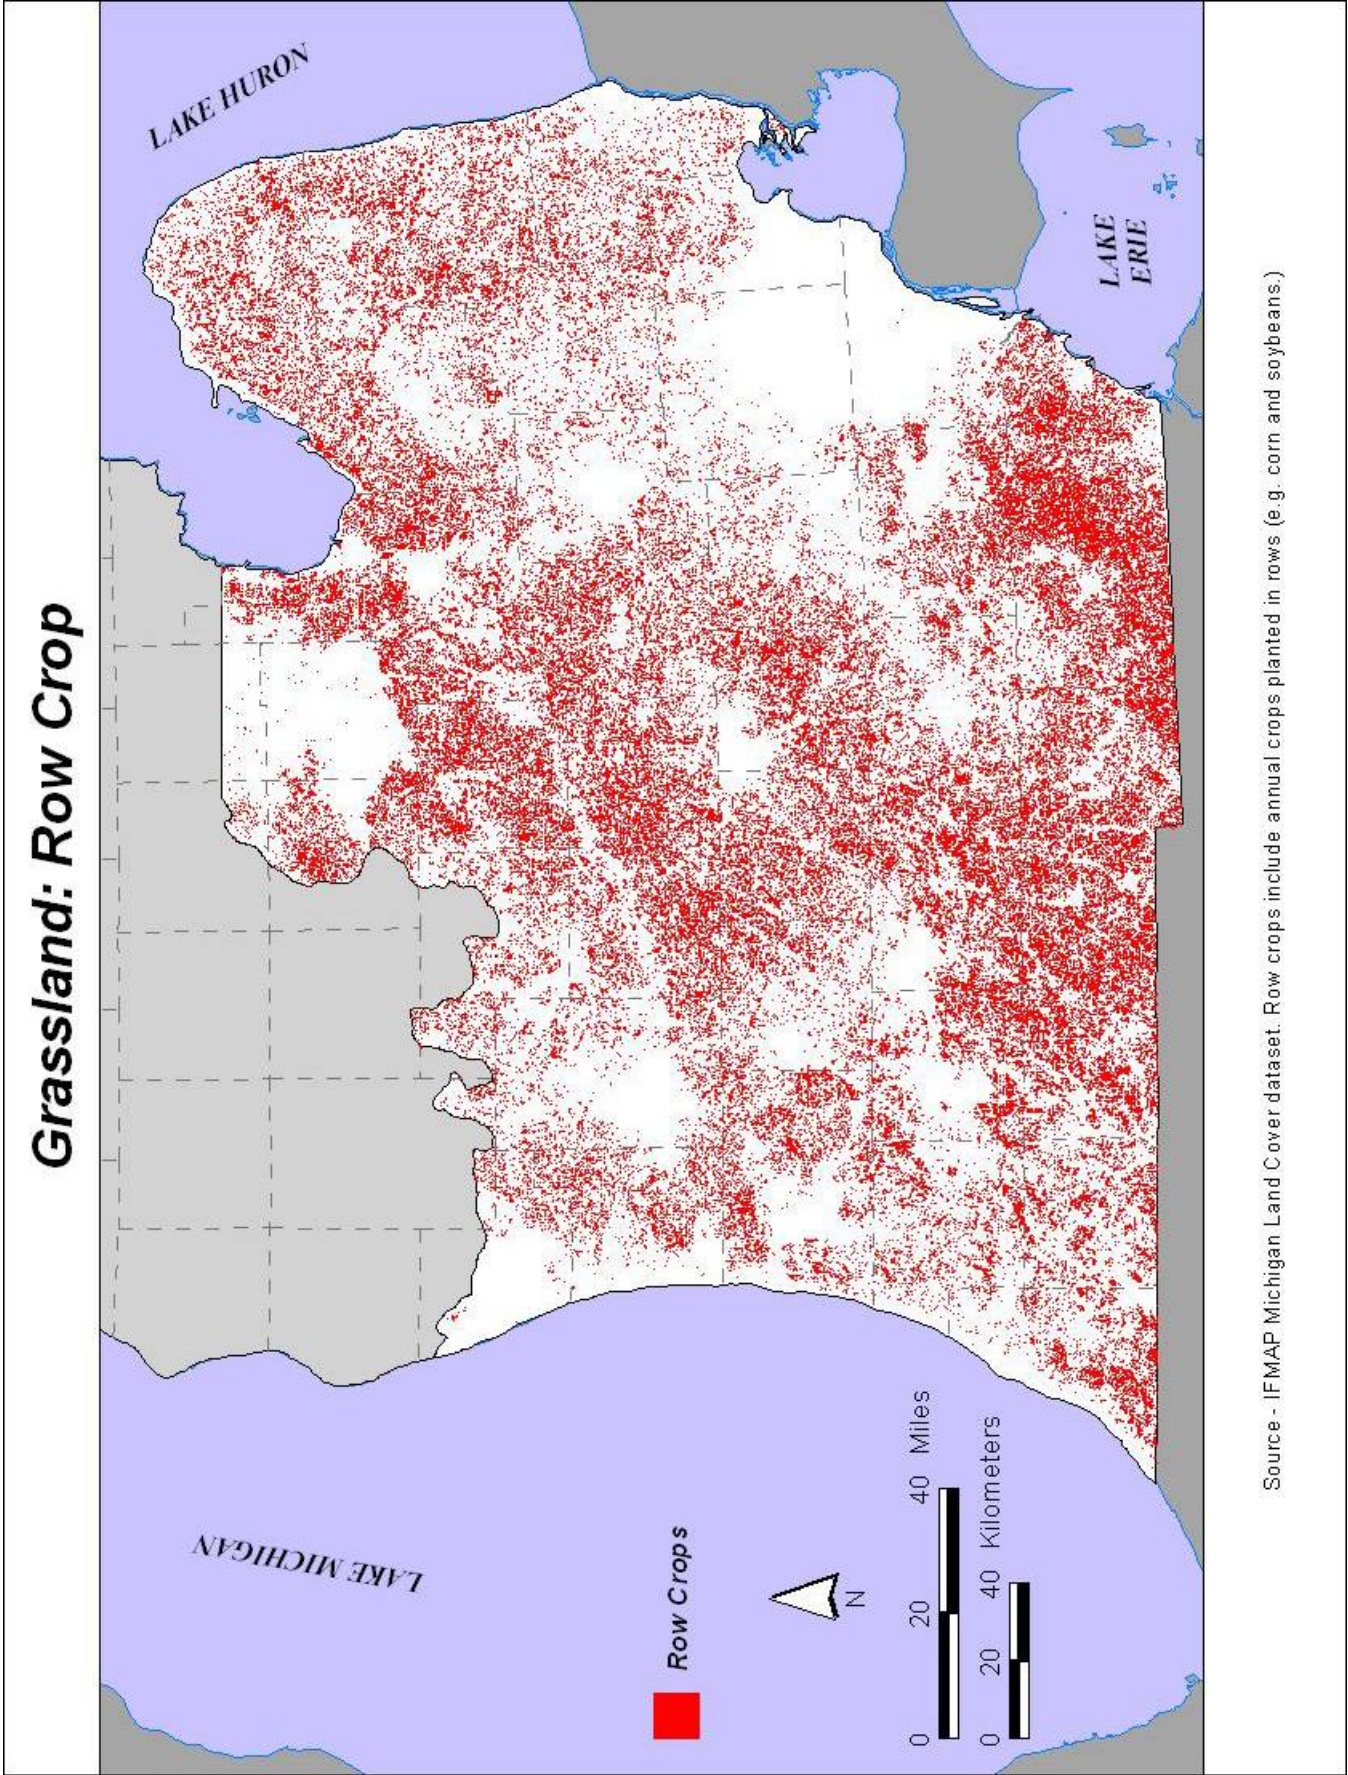 Grassland: Row Crop
LAKE HURON
LAKE MICHIGAN
LAKE
ERIE
Row Crops
N
0 20 40 Miles
0 20 40 Kilometers
Source - IFMAP Michigan Land Cover dataset. Row crops include annual crops planted in rows (e.g. corn and soybeans.)